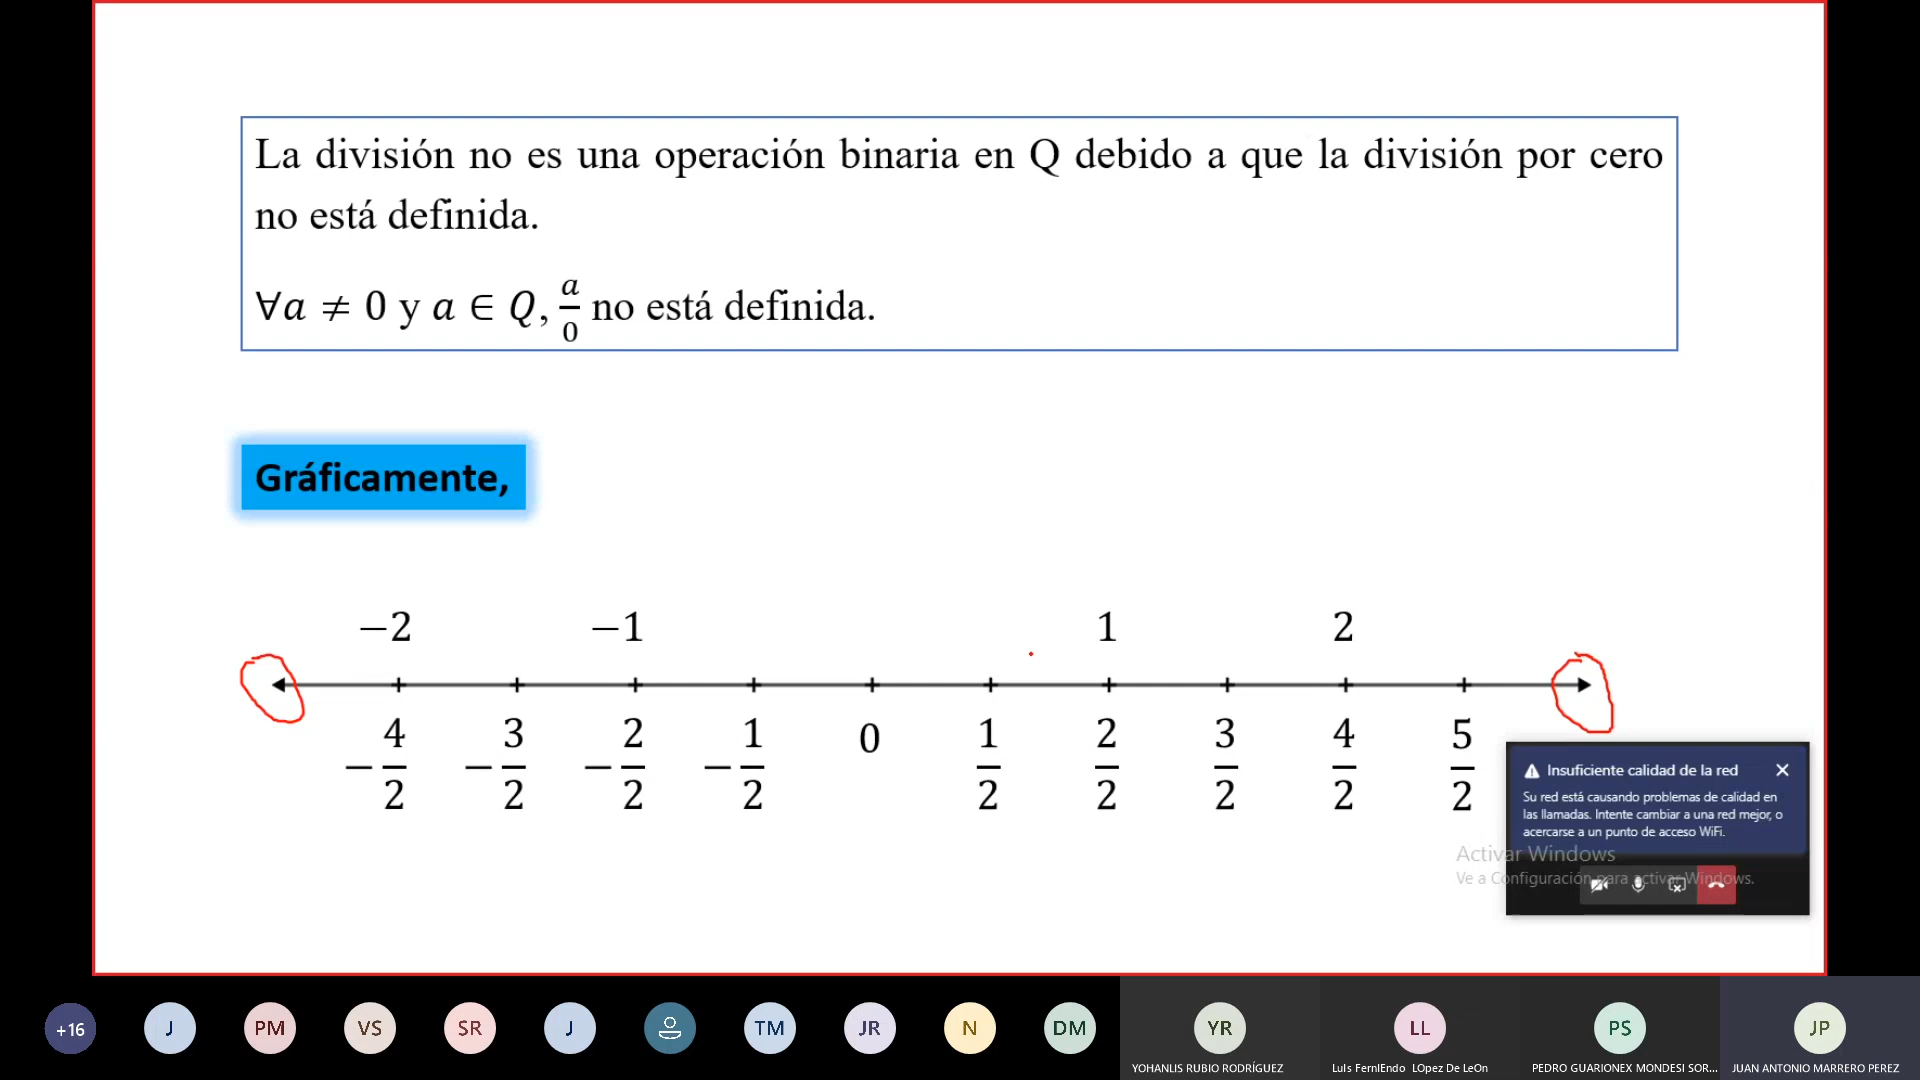 La división no es una operación binaria en Q debido a que la división por cero
no está definida.
∀a ≠ 0 y a ∈ Q, a/0 no está definida.
Gráficamente,
−2 −1 1 2
−4/2 −3/2 −2/2 −1/2 0 1/2 2/2 3/2 4/2 5/2
Insuficiente calidad de la red
Su red está causando problemas de calidad en
las llamadas. Intente cambiar a una red mejor, o
acercarse a un punto de acceso WiFi.
Activar Windows
Ve a Configuración para activar Windows.
+16 J PM VS SR J TM JR N DM YR LL PS JP
YOHANLIS RUBIO RODRÍGUEZ
LuIs FernIEndo LOpez De LeOn
PEDRO GUARIONEX MONDESI SOR...
JUAN ANTONIO MARRERO PEREZ